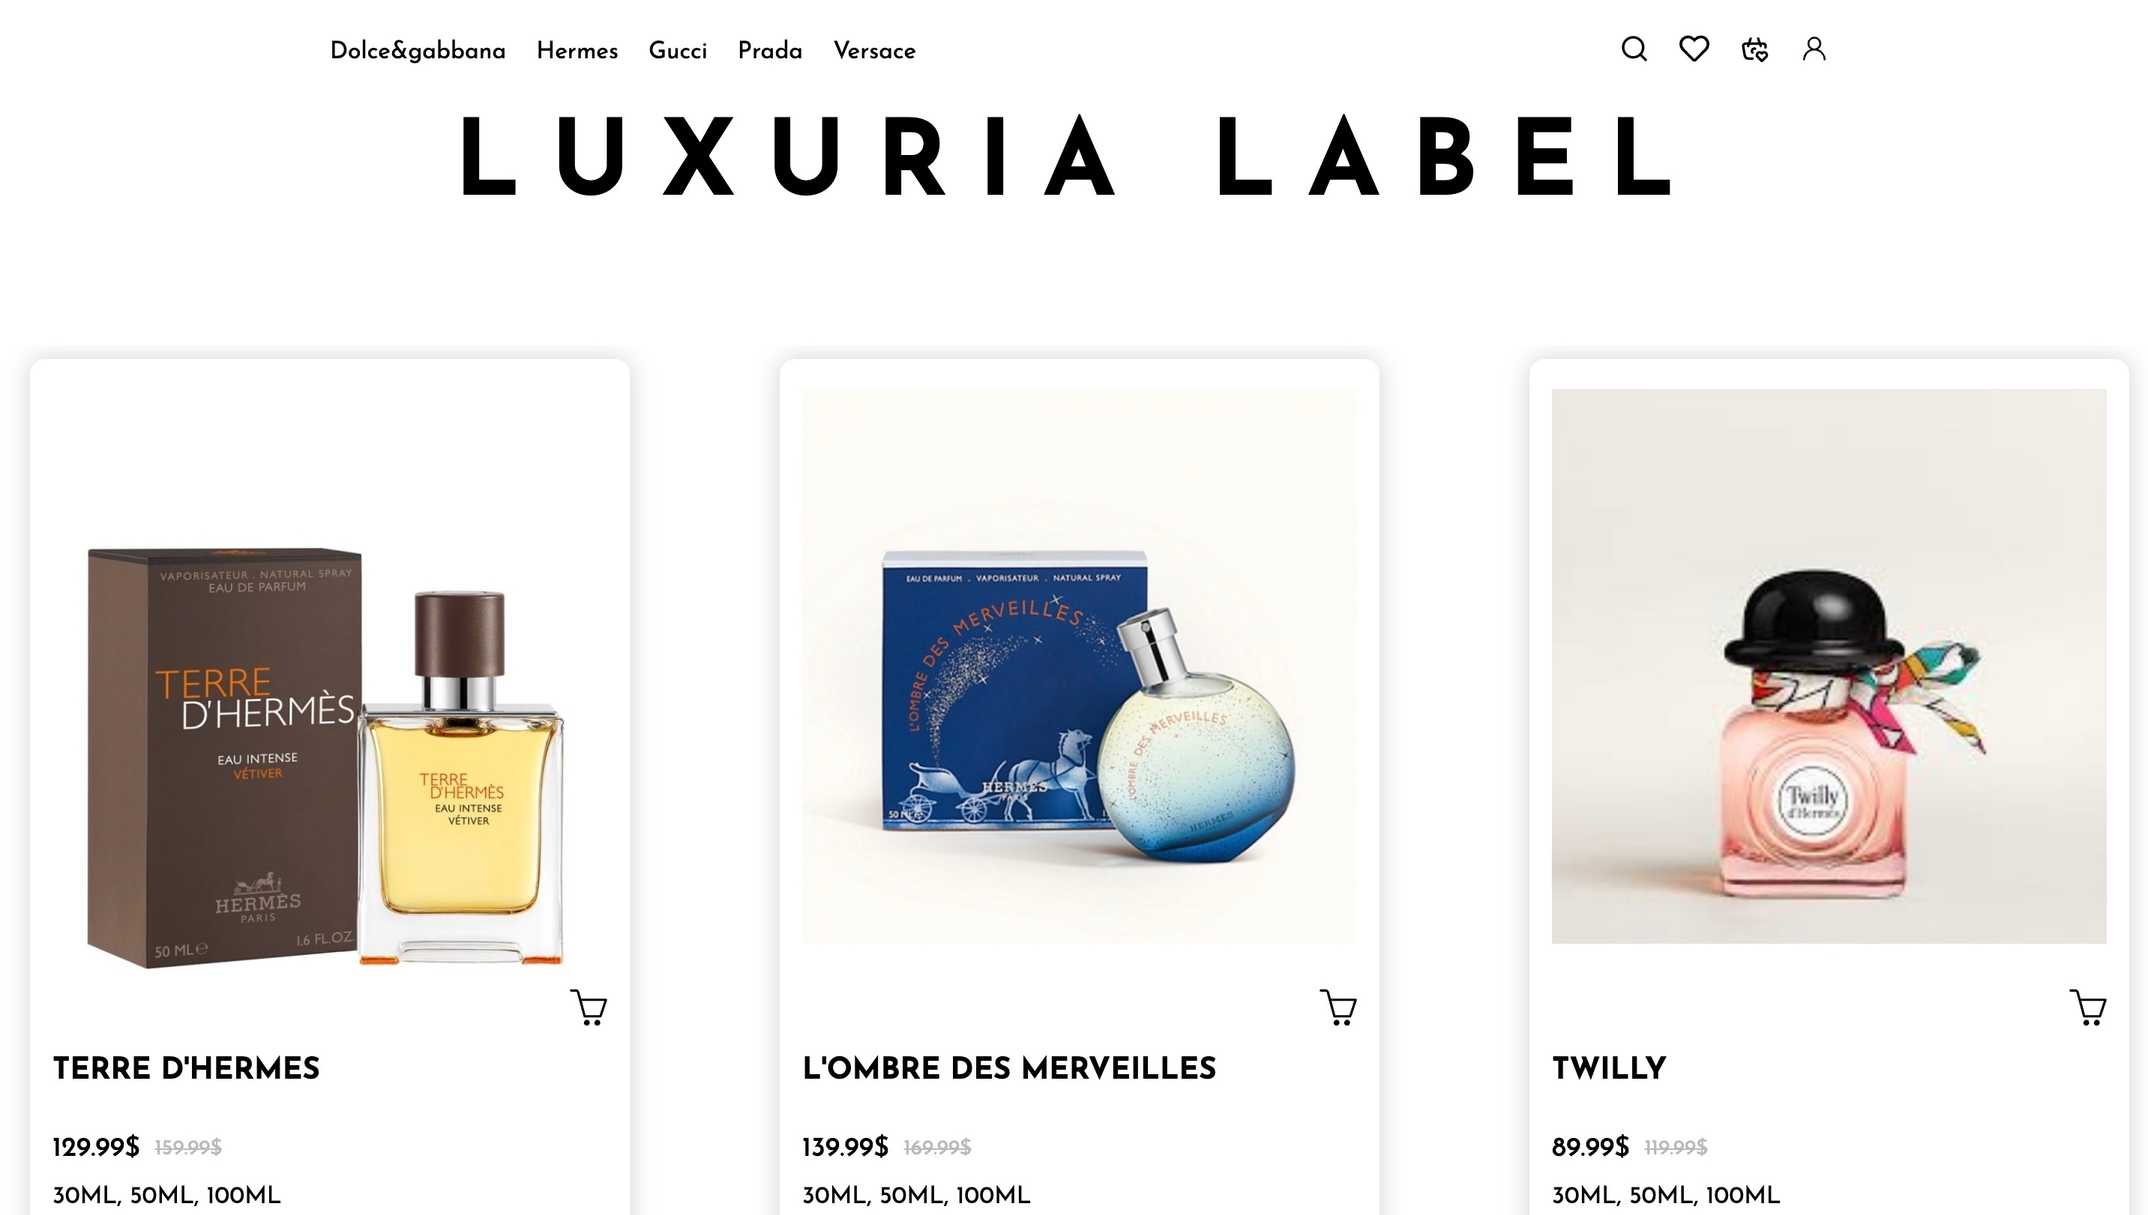 Dolce&gabbana Hermes Gucci Prada Versace
LUXURIA LABEL
VAPORISATEUR . NATURAL SPRAY
EAU DE PARFUM
TERRE
D'HERMÈS
EAU INTENSE
VÉTIVER
HERMÈS
PARIS
50 ML℮ 1.6 FL.OZ.
TERRE
D'HERMÈS
EAU INTENSE
VÉTIVER
EAU DE PARFUM . VAPORISATEUR . NATURAL SPRAY
L'OMBRE DES MERVEILLES
HERMÈS
PARIS
50 ML
L'OMBRE DES MERVEILLES
HERMÈS
Twilly
d'Hermès
TERRE D'HERMES
129.99$ 159.99$
30ML, 50ML, 100ML
L'OMBRE DES MERVEILLES
139.99$ 169.99$
30ML, 50ML, 100ML
TWILLY
89.99$ 119.99$
30ML, 50ML, 100ML